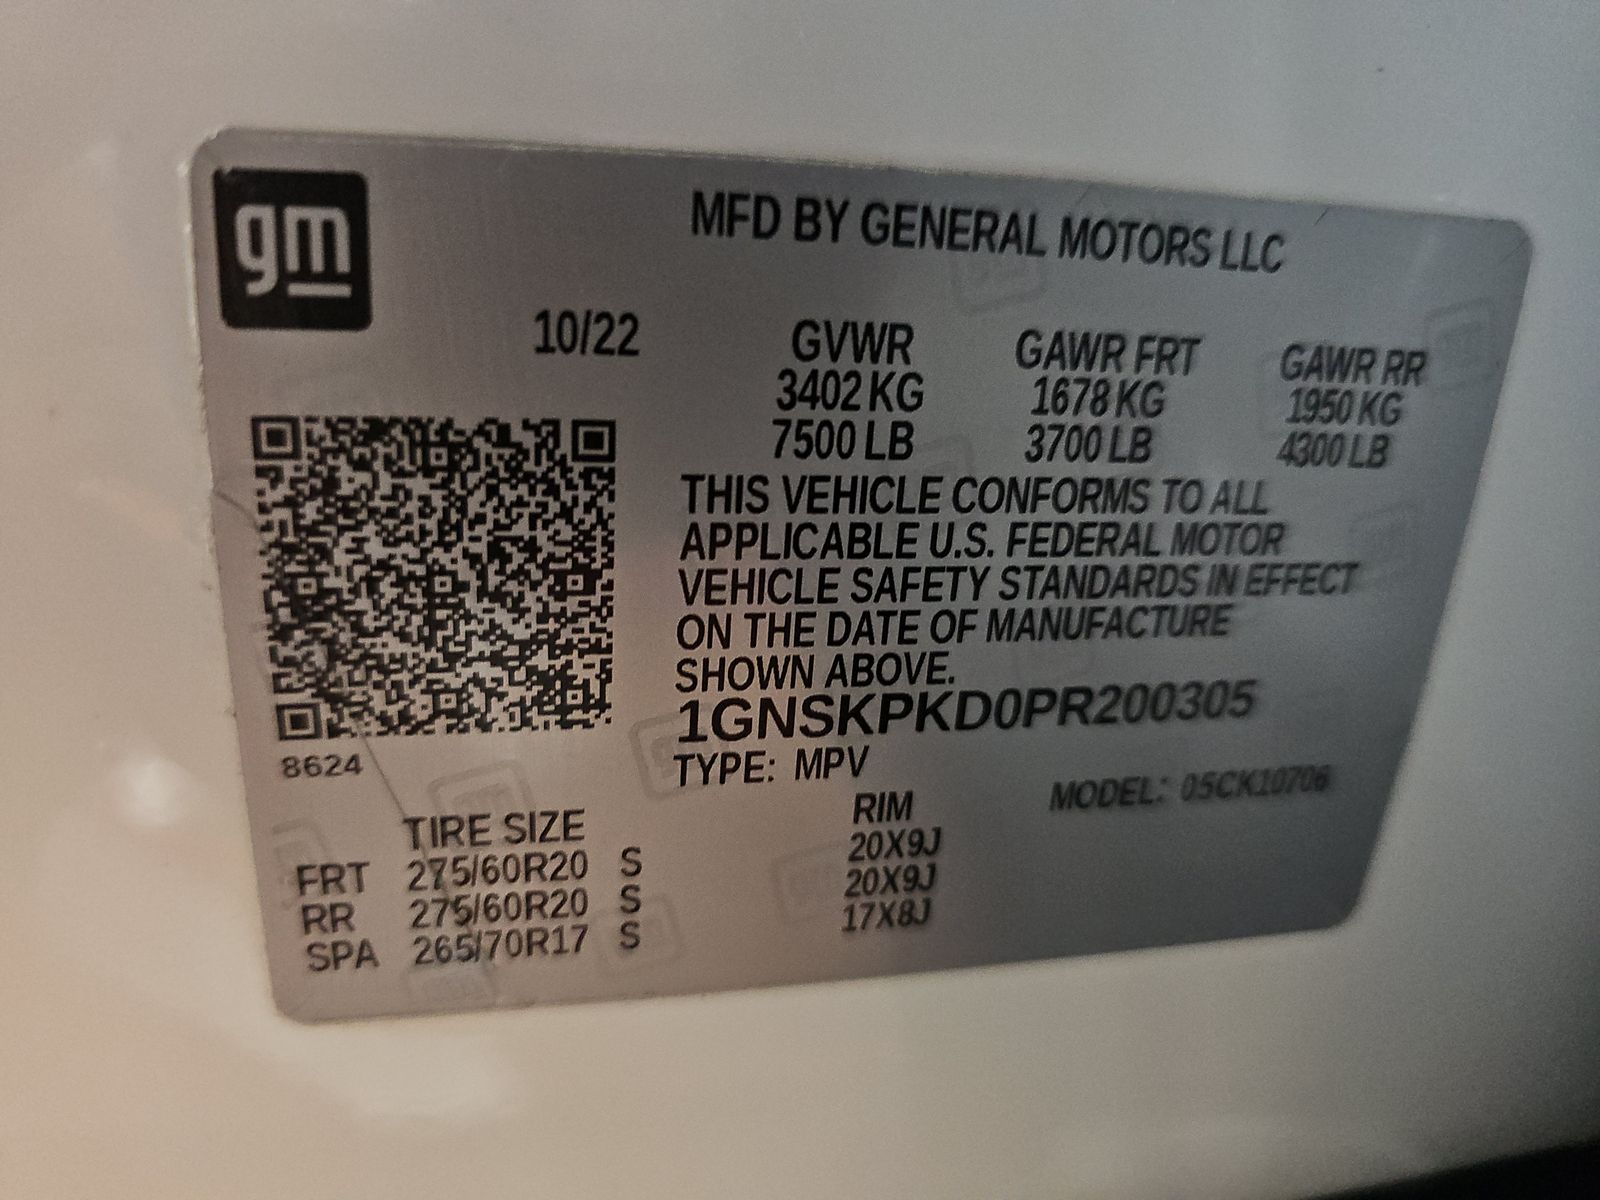 gm
MFD BY GENERAL MOTORS LLC
10/22 GVWR GAWR FRT GAWR RR
3402 KG 1678 KG 1950 KG
7500 LB 3700 LB 4300 LB
THIS VEHICLE CONFORMS TO ALL
APPLICABLE U.S. FEDERAL MOTOR
VEHICLE SAFETY STANDARDS IN EFFECT
ON THE DATE OF MANUFACTURE
SHOWN ABOVE.
1GNSKPKD0PR200305
8624 TYPE: MPV MODEL: 05CK10706
TIRE SIZE RIM
FRT 275/60R20 S 20X9J
RR 275/60R20 S 20X9J
SPA 265/70R17 S 17X8J